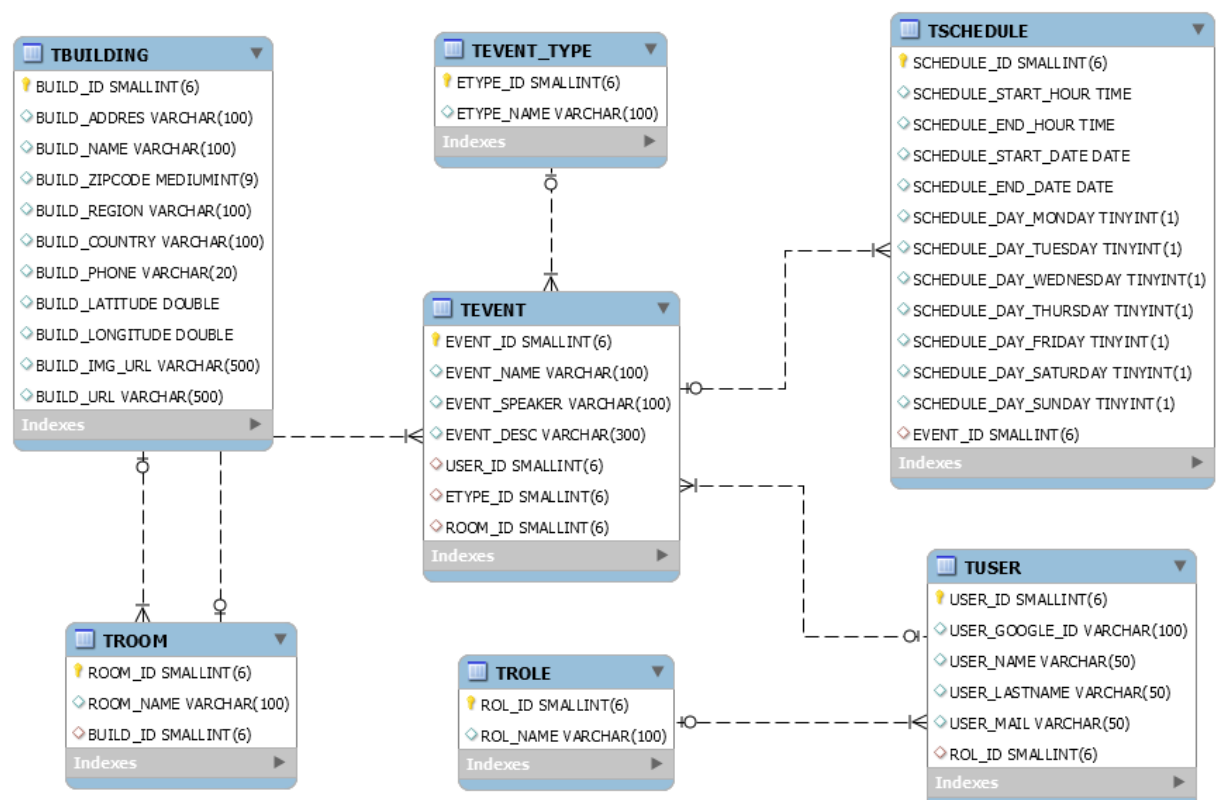 TBUILDING
BUILD_ID SMALLINT(6)
BUILD_ADDRES VARCHAR(100)
BUILD_NAME VARCHAR(100)
BUILD_ZIPCODE MEDIUMINT(9)
BUILD_REGION VARCHAR(100)
BUILD_COUNTRY VARCHAR(100)
BUILD_PHONE VARCHAR(20)
BUILD_LATITUDE DOUBLE
BUILD_LONGITUDE DOUBLE
BUILD_IMG_URL VARCHAR(500)
BUILD_URL VARCHAR(500)
Indexes
TEVENT_TYPE
ETYPE_ID SMALLINT(6)
ETYPE_NAME VARCHAR(100)
Indexes
TSCHEDULE
SCHEDULE_ID SMALLINT(6)
SCHEDULE_START_HOUR TIME
SCHEDULE_END_HOUR TIME
SCHEDULE_START_DATE DATE
SCHEDULE_END_DATE DATE
SCHEDULE_DAY_MONDAY TINYINT(1)
SCHEDULE_DAY_TUESDAY TINYINT(1)
SCHEDULE_DAY_WEDNESDAY TINYINT(1)
SCHEDULE_DAY_THURSDAY TINYINT(1)
SCHEDULE_DAY_FRIDAY TINYINT(1)
SCHEDULE_DAY_SATURDAY TINYINT(1)
SCHEDULE_DAY_SUNDAY TINYINT(1)
EVENT_ID SMALLINT(6)
Indexes
TEVENT
EVENT_ID SMALLINT(6)
EVENT_NAME VARCHAR(100)
EVENT_SPEAKER VARCHAR(100)
EVENT_DESC VARCHAR(300)
USER_ID SMALLINT(6)
ETYPE_ID SMALLINT(6)
ROOM_ID SMALLINT(6)
Indexes
TROOM
ROOM_ID SMALLINT(6)
ROOM_NAME VARCHAR(100)
BUILD_ID SMALLINT(6)
Indexes
TROLE
ROL_ID SMALLINT(6)
ROL_NAME VARCHAR(100)
Indexes
TUSER
USER_ID SMALLINT(6)
USER_GOOGLE_ID VARCHAR(100)
USER_NAME VARCHAR(50)
USER_LASTNAME VARCHAR(50)
USER_MAIL VARCHAR(50)
ROL_ID SMALLINT(6)
Indexes